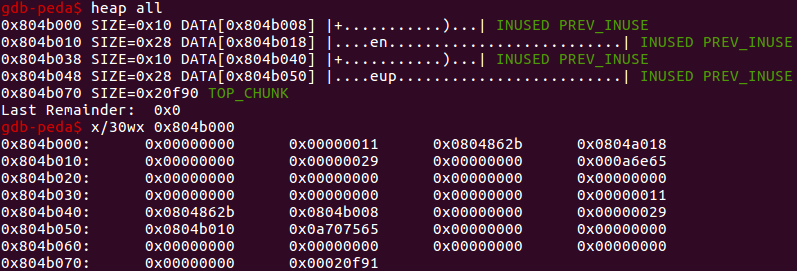 gdb-peda$ heap all
0x804b000 SIZE=0x10 DATA[0x804b008] |+...........)...| INUSED PREV_INUSE
0x804b010 SIZE=0x28 DATA[0x804b018] |....en..........................| INUSED PREV_INUSE
0x804b038 SIZE=0x10 DATA[0x804b040] |+...........)...| INUSED PREV_INUSE
0x804b048 SIZE=0x28 DATA[0x804b050] |....eup.........................| INUSED PREV_INUSE
0x804b070 SIZE=0x20f90 TOP_CHUNK
Last Remainder:  0x0
gdb-peda$ x/30wx 0x804b000
0x804b000: 0x00000000 0x00000011 0x0804862b 0x0804a018
0x804b010: 0x00000000 0x00000029 0x00000000 0x000a6e65
0x804b020: 0x00000000 0x00000000 0x00000000 0x00000000
0x804b030: 0x00000000 0x00000000 0x00000000 0x00000011
0x804b040: 0x0804862b 0x0804b008 0x00000000 0x00000029
0x804b050: 0x0804b010 0x0a707565 0x00000000 0x00000000
0x804b060: 0x00000000 0x00000000 0x00000000 0x00000000
0x804b070: 0x00000000 0x00020f91